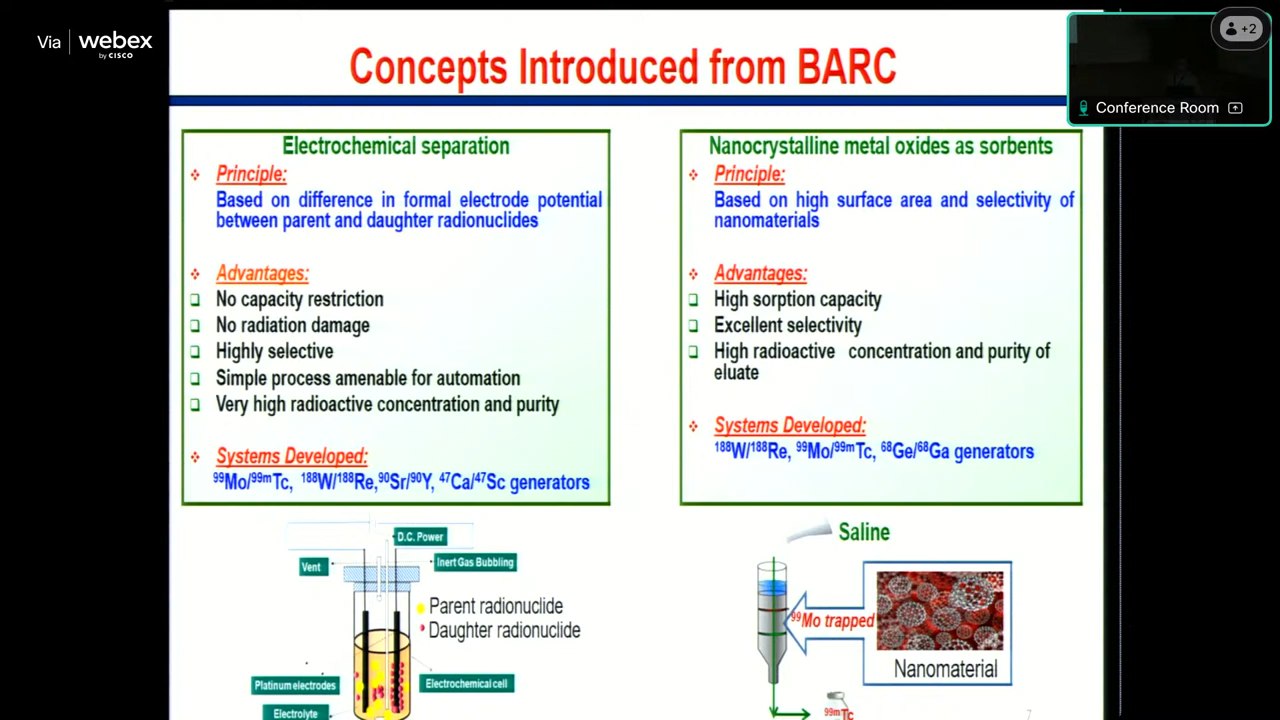 Via webex
by CISCO
+2
Conference Room
Concepts Introduced from BARC
Electrochemical separation
Principle:
Based on difference in formal electrode potential
between parent and daughter radionuclides
Advantages:
No capacity restriction
No radiation damage
Highly selective
Simple process amenable for automation
Very high radioactive concentration and purity
Systems Developed:
⁹⁹Mo/⁹⁹ᵐTc, ¹⁸⁸W/¹⁸⁸Re,⁹⁰Sr/⁹⁰Y, ⁴⁷Ca/⁴⁷Sc generators
D.C. Power
Vent
Inert Gas Bubbling
Parent radionuclide
Daughter radionuclide
Platinum electrodes
Electrochemical cell
Electrolyte
Nanocrystalline metal oxides as sorbents
Principle:
Based on high surface area and selectivity of
nanomaterials
Advantages:
High sorption capacity
Excellent selectivity
High radioactive concentration and purity of
eluate
Systems Developed:
¹⁸⁸W/¹⁸⁸Re, ⁹⁹Mo/⁹⁹ᵐTc, ⁶⁸Ge/⁶⁸Ga generators
Saline
⁹⁹Mo trapped
Nanomaterial
⁹⁹ᵐTc
7